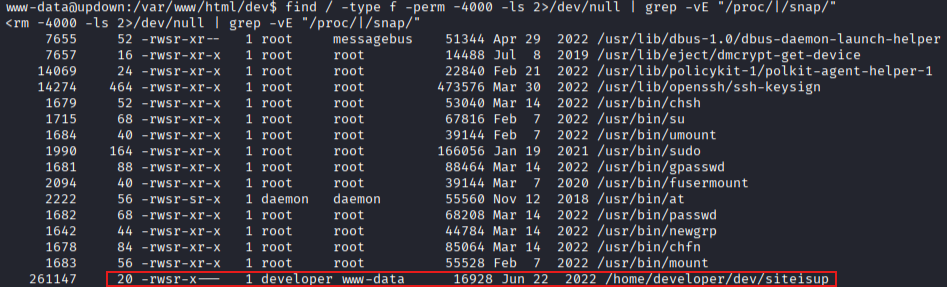 www-data@updown:/var/www/html/dev$ find / -type f -perm -4000 -ls 2>/dev/null | grep -vE "/proc/|/snap/"
<rm -4000 -ls 2>/dev/null | grep -vE "/proc/|/snap/"
7655 52 -rwsr-xr-- 1 root messagebus 51344 Apr 29 2022 /usr/lib/dbus-1.0/dbus-daemon-launch-helper
7657 16 -rwsr-xr-x 1 root root 14488 Jul 8 2019 /usr/lib/eject/dmcrypt-get-device
14069 24 -rwsr-xr-x 1 root root 22840 Feb 21 2022 /usr/lib/policykit-1/polkit-agent-helper-1
14274 464 -rwsr-xr-x 1 root root 473576 Mar 30 2022 /usr/lib/openssh/ssh-keysign
1679 52 -rwsr-xr-x 1 root root 53040 Mar 14 2022 /usr/bin/chsh
1715 68 -rwsr-xr-x 1 root root 67816 Feb 7 2022 /usr/bin/su
1684 40 -rwsr-xr-x 1 root root 39144 Feb 7 2022 /usr/bin/umount
1990 164 -rwsr-xr-x 1 root root 166056 Jan 19 2021 /usr/bin/sudo
1681 88 -rwsr-xr-x 1 root root 88464 Mar 14 2022 /usr/bin/gpasswd
2094 40 -rwsr-xr-x 1 root root 39144 Mar 7 2020 /usr/bin/fusermount
2222 56 -rwsr-sr-x 1 daemon daemon 55560 Nov 12 2018 /usr/bin/at
1682 68 -rwsr-xr-x 1 root root 68208 Mar 14 2022 /usr/bin/passwd
1642 44 -rwsr-xr-x 1 root root 44784 Mar 14 2022 /usr/bin/newgrp
1678 84 -rwsr-xr-x 1 root root 85064 Mar 14 2022 /usr/bin/chfn
1683 56 -rwsr-xr-x 1 root root 55528 Feb 7 2022 /usr/bin/mount
261147 20 -rwsr-x--- 1 developer www-data 16928 Jun 22 2022 /home/developer/dev/siteisup